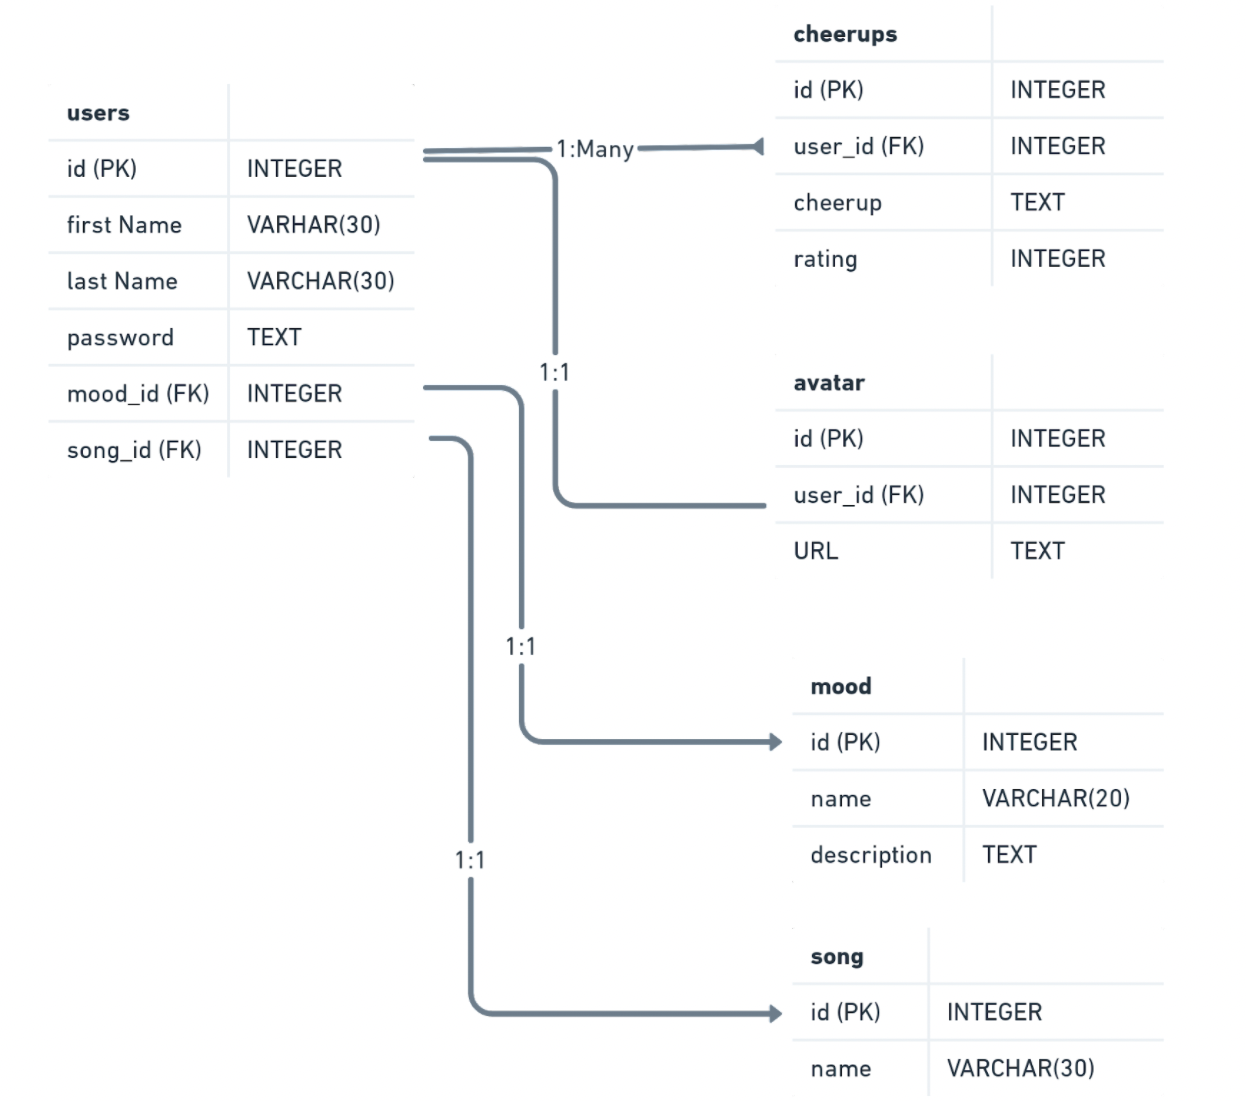 users
id (PK) INTEGER
first Name VARHAR(30)
last Name VARCHAR(30)
password TEXT
mood_id (FK) INTEGER
song_id (FK) INTEGER
1:Many
1:1
1:1
1:1
cheerups
id (PK) INTEGER
user_id (FK) INTEGER
cheerup TEXT
rating INTEGER
avatar
id (PK) INTEGER
user_id (FK) INTEGER
URL TEXT
mood
id (PK) INTEGER
name VARCHAR(20)
description TEXT
song
id (PK) INTEGER
name VARCHAR(30)